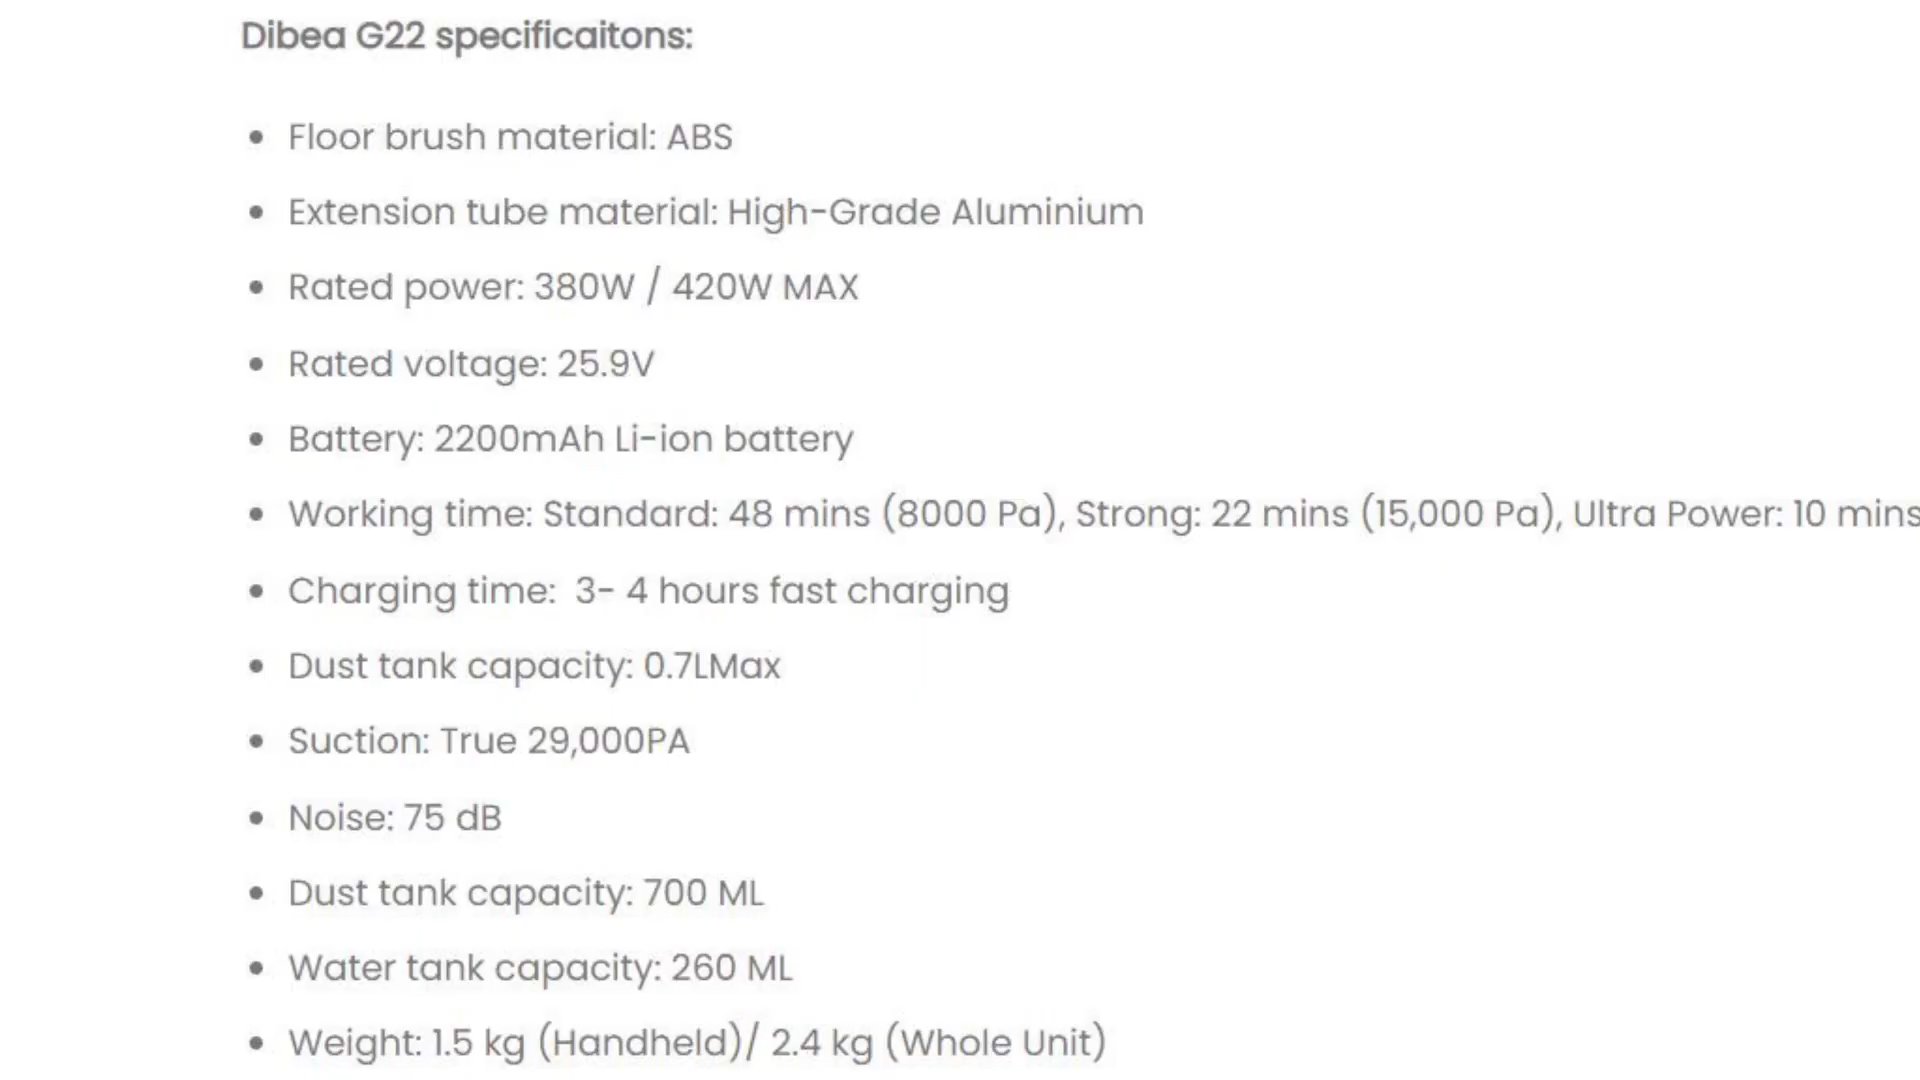 Dibea G22 specificaitons:
• Floor brush material: ABS
• Extension tube material: High-Grade Aluminium
• Rated power: 380W / 420W MAX
• Rated voltage: 25.9V
• Battery: 2200mAh Li-ion battery
• Working time: Standard: 48 mins (8000 Pa), Strong: 22 mins (15,000 Pa), Ultra Power: 10 mins
• Charging time:  3- 4 hours fast charging
• Dust tank capacity: 0.7LMax
• Suction: True 29,000PA
• Noise: 75 dB
• Dust tank capacity: 700 ML
• Water tank capacity: 260 ML
• Weight: 1.5 kg (Handheld)/ 2.4 kg (Whole Unit)